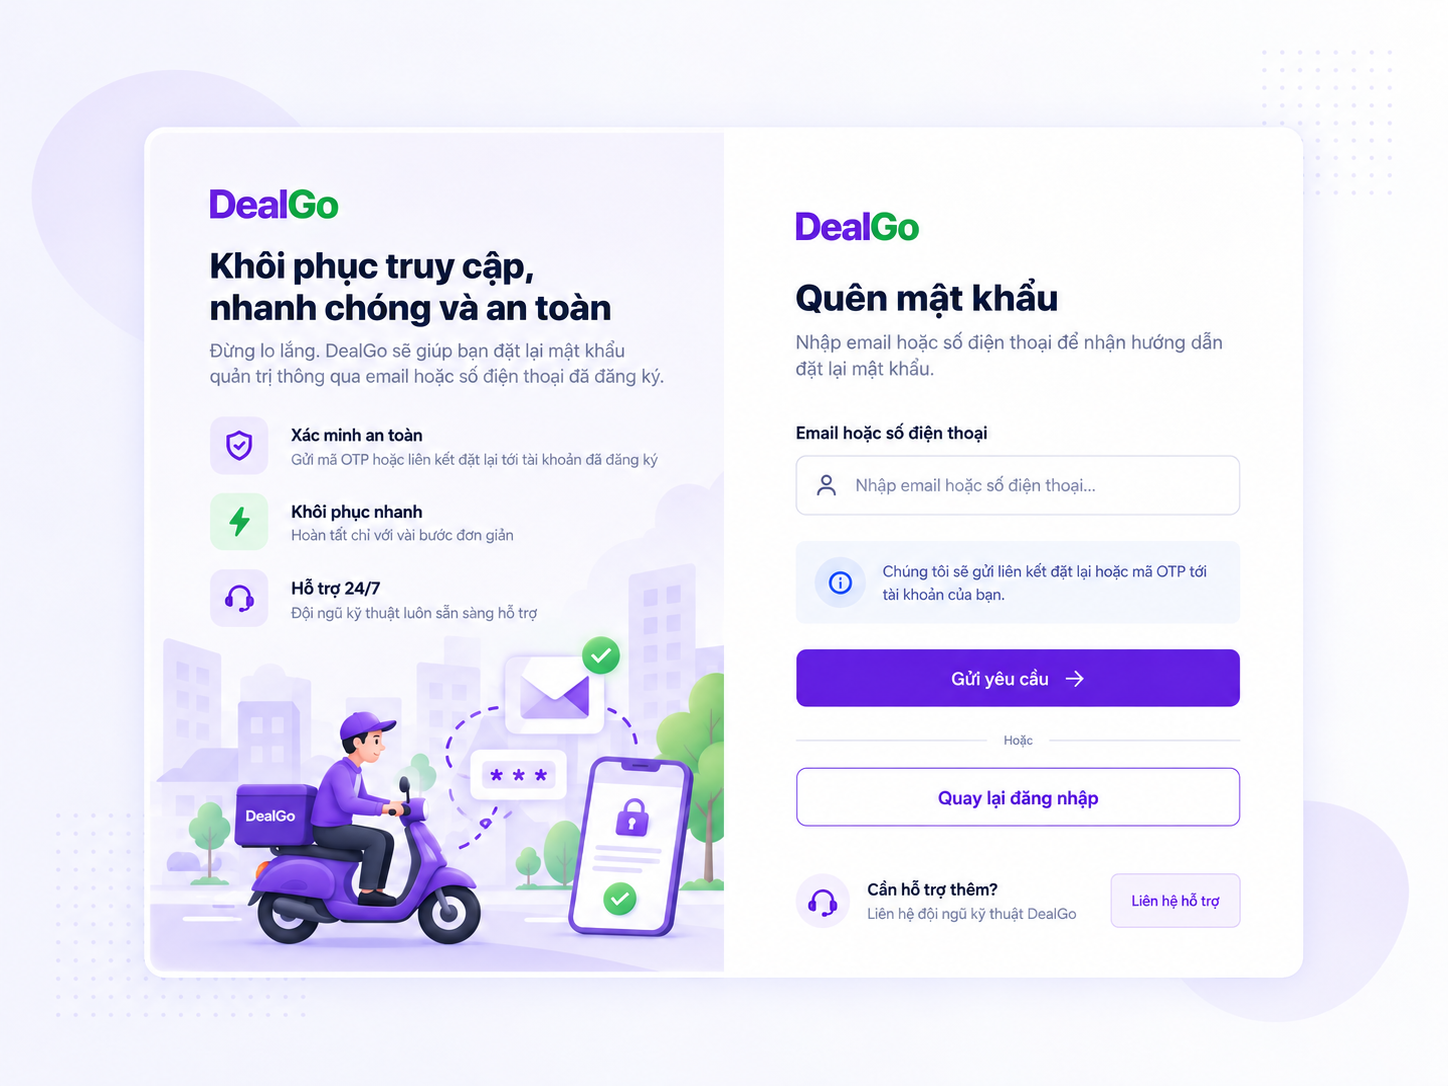 DealGo
Khôi phục truy cập,
nhanh chóng và an toàn
Đừng lo lắng. DealGo sẽ giúp bạn đặt lại mật khẩu
quản trị thông qua email hoặc số điện thoại đã đăng ký.
Xác minh an toàn
Gửi mã OTP hoặc liên kết đặt lại tới tài khoản đã đăng ký
Khôi phục nhanh
Hoàn tất chỉ với vài bước đơn giản
Hỗ trợ 24/7
Đội ngũ kỹ thuật luôn sẵn sàng hỗ trợ
***
DealGo
DealGo
Quên mật khẩu
Nhập email hoặc số điện thoại để nhận hướng dẫn
đặt lại mật khẩu.
Email hoặc số điện thoại
Nhập email hoặc số điện thoại...
Chúng tôi sẽ gửi liên kết đặt lại hoặc mã OTP tới
tài khoản của bạn.
Gửi yêu cầu →
Hoặc
Quay lại đăng nhập
Cần hỗ trợ thêm?
Liên hệ đội ngũ kỹ thuật DealGo
Liên hệ hỗ trợ